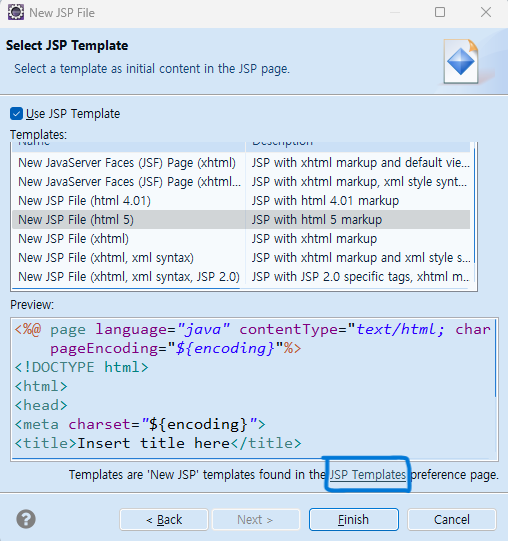 New JSP File
Select JSP Template
Select a template as initial content in the JSP page.
Use JSP Template
Templates:
Name Description
New JavaServer Faces (JSF) Page (xhtml) JSP with xhtml markup and default vie...
New JavaServer Faces (JSF) Page (xhtml... JSP with xhtml markup, xml style synt...
New JSP File (html 4.01) JSP with html 4.01 markup
New JSP File (html 5) JSP with html 5 markup
New JSP File (xhtml) JSP with xhtml markup
New JSP File (xhtml, xml syntax) JSP with xhtml markup and xml style s...
New JSP File (xhtml, xml syntax, JSP 2.0) JSP with JSP 2.0 specific tags, xhtml m...
Preview:
<%@ page language="java" contentType="text/html; char
pageEncoding="${encoding}"%>
<!DOCTYPE html>
<html>
<head>
<meta charset="${encoding}">
<title>Insert title here</title>
Templates are 'New JSP' templates found in the JSP Templates preference page.
?
< Back Next > Finish Cancel